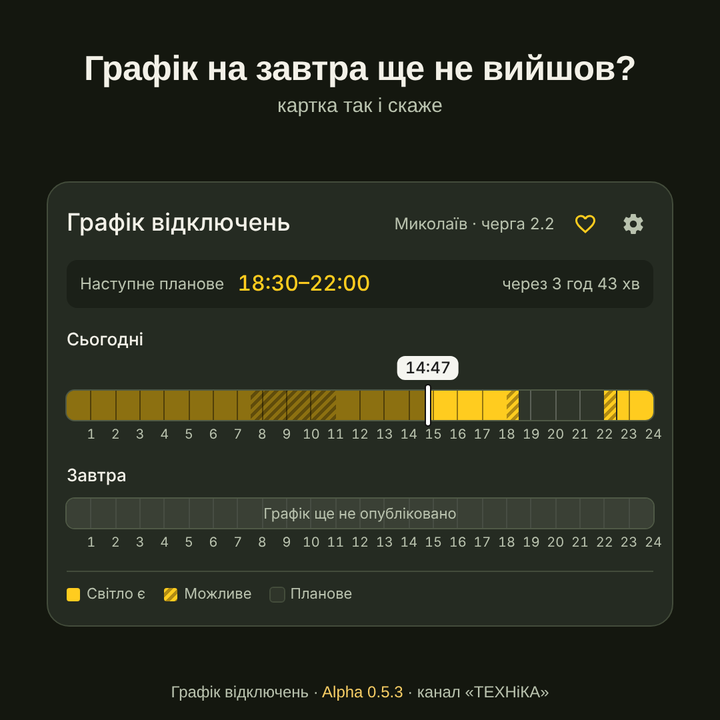 Графік на завтра ще не вийшов?
картка так і скаже
Графік відключень
Миколаїв · черга 2.2
Наступне планове 18:30–22:00 через 3 год 43 хв
Сьогодні
14:47
1 2 3 4 5 6 7 8 9 10 11 12 13 14 15 16 17 18 19 20 21 22 23 24
Завтра
Графік ще не опубліковано
1 2 3 4 5 6 7 8 9 10 11 12 13 14 15 16 17 18 19 20 21 22 23 24
Світло є Можливе Планове
Графік відключень · Alpha 0.5.3 · канал «ТЕХНіКА»